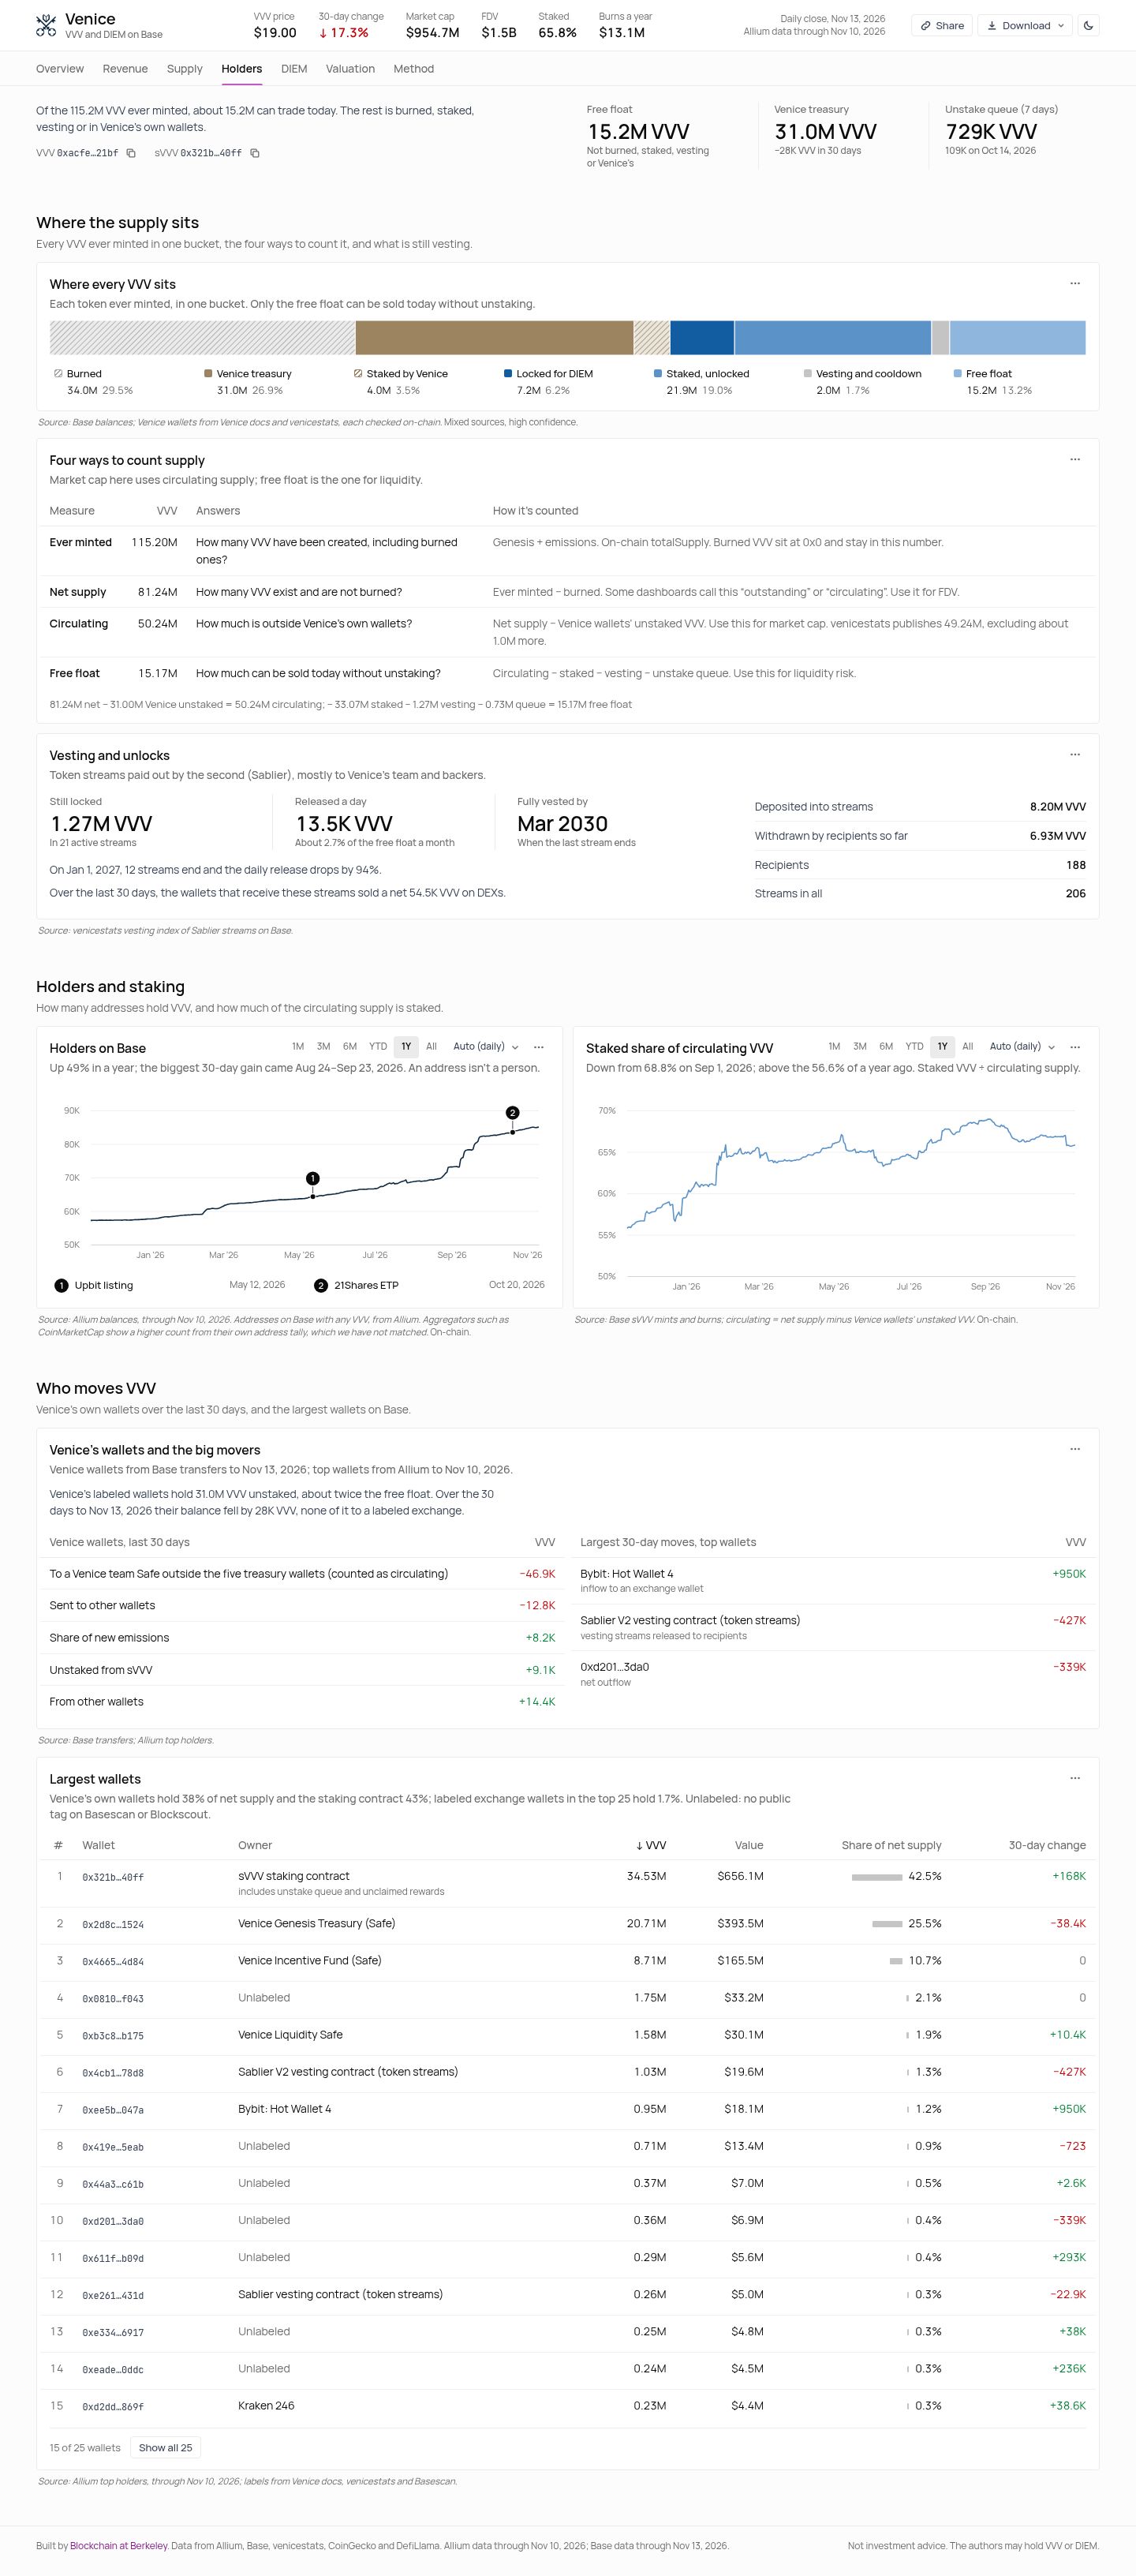 Venice
VVV and DIEM on Base
VVV price
$19.00
30-day change
↓ 17.3%
Market cap
$954.7M
FDV
$1.5B
Staked
65.8%
Burns a year
$13.1M
Daily close, Nov 13, 2026
Allium data through Nov 10, 2026
Share
Download
Overview Revenue Supply Holders DIEM Valuation Method
Of the 115.2M VVV ever minted, about 15.2M can trade today. The rest is burned, staked,
vesting or in Venice's own wallets.
VVV 0xacfe…21bf sVVV 0x321b…40ff
Free float
15.2M VVV
Not burned, staked, vesting
or Venice's
Venice treasury
31.0M VVV
−28K VVV in 30 days
Unstake queue (7 days)
729K VVV
109K on Oct 14, 2026
Where the supply sits
Every VVV ever minted in one bucket, the four ways to count it, and what is still vesting.
Where every VVV sits
Each token ever minted, in one bucket. Only the free float can be sold today without unstaking.
Burned
34.0M 29.5%
Venice treasury
31.0M 26.9%
Staked by Venice
4.0M 3.5%
Locked for DIEM
7.2M 6.2%
Staked, unlocked
21.9M 19.0%
Vesting and cooldown
2.0M 1.7%
Free float
15.2M 13.2%
Source: Base balances; Venice wallets from Venice docs and venicestats, each checked on-chain. Mixed sources, high confidence.
Four ways to count supply
Market cap here uses circulating supply; free float is the one for liquidity.
Measure VVV Answers How it's counted
Ever minted 115.20M How many VVV have been created, including burned
ones?
Genesis + emissions. On-chain totalSupply. Burned VVV sit at 0x0 and stay in this number.
Net supply 81.24M How many VVV exist and are not burned? Ever minted − burned. Some dashboards call this “outstanding” or “circulating”. Use it for FDV.
Circulating 50.24M How much is outside Venice's own wallets? Net supply − Venice wallets' unstaked VVV. Use this for market cap. venicestats publishes 49.24M, excluding about
1.0M more.
Free float 15.17M How much can be sold today without unstaking? Circulating − staked − vesting − unstake queue. Use this for liquidity risk.
81.24M net − 31.00M Venice unstaked = 50.24M circulating; − 33.07M staked − 1.27M vesting − 0.73M queue = 15.17M free float
Vesting and unlocks
Token streams paid out by the second (Sablier), mostly to Venice's team and backers.
Still locked
1.27M VVV
In 21 active streams
Released a day
13.5K VVV
About 2.7% of the free float a month
Fully vested by
Mar 2030
When the last stream ends
On Jan 1, 2027, 12 streams end and the daily release drops by 94%.
Over the last 30 days, the wallets that receive these streams sold a net 54.5K VVV on DEXs.
Deposited into streams 8.20M VVV
Withdrawn by recipients so far 6.93M VVV
Recipients 188
Streams in all 206
Source: venicestats vesting index of Sablier streams on Base.
Holders and staking
How many addresses hold VVV, and how much of the circulating supply is staked.
Holders on Base
1M 3M 6M YTD 1Y All Auto (daily)
Up 49% in a year; the biggest 30-day gain came Aug 24–Sep 23, 2026. An address isn't a person.
90K
80K
70K
60K
50K
1
2
Jan '26 Mar '26 May '26 Jul '26 Sep '26 Nov '26
1 Upbit listing May 12, 2026
2 21Shares ETP Oct 20, 2026
Source: Allium balances, through Nov 10, 2026. Addresses on Base with any VVV, from Allium. Aggregators such as
CoinMarketCap show a higher count from their own address tally, which we have not matched. On-chain.
Staked share of circulating VVV
1M 3M 6M YTD 1Y All Auto (daily)
Down from 68.8% on Sep 1, 2026; above the 56.6% of a year ago. Staked VVV ÷ circulating supply.
70%
65%
60%
55%
50%
Jan '26 Mar '26 May '26 Jul '26 Sep '26 Nov '26
Source: Base sVVV mints and burns; circulating = net supply minus Venice wallets' unstaked VVV. On-chain.
Who moves VVV
Venice's own wallets over the last 30 days, and the largest wallets on Base.
Venice's wallets and the big movers
Venice wallets from Base transfers to Nov 13, 2026; top wallets from Allium to Nov 10, 2026.
Venice's labeled wallets hold 31.0M VVV unstaked, about twice the free float. Over the 30
days to Nov 13, 2026 their balance fell by 28K VVV, none of it to a labeled exchange.
Venice wallets, last 30 days VVV
To a Venice team Safe outside the five treasury wallets (counted as circulating) −46.9K
Sent to other wallets −12.8K
Share of new emissions +8.2K
Unstaked from sVVV +9.1K
From other wallets +14.4K
Largest 30-day moves, top wallets VVV
Bybit: Hot Wallet 4 +950K
inflow to an exchange wallet
Sablier V2 vesting contract (token streams) −427K
vesting streams released to recipients
0xd201…3da0 −339K
net outflow
Source: Base transfers; Allium top holders.
Largest wallets
Venice's own wallets hold 38% of net supply and the staking contract 43%; labeled exchange wallets in the top 25 hold 1.7%. Unlabeled: no public
tag on Basescan or Blockscout.
# Wallet Owner ↓ VVV Value Share of net supply 30-day change
1 0x321b…40ff sVVV staking contract 34.53M $656.1M 42.5% +168K
includes unstake queue and unclaimed rewards
2 0x2d8c…1524 Venice Genesis Treasury (Safe) 20.71M $393.5M 25.5% −38.4K
3 0x4665…4d84 Venice Incentive Fund (Safe) 8.71M $165.5M 10.7% 0
4 0x0810…f043 Unlabeled 1.75M $33.2M 2.1% 0
5 0xb3c8…b175 Venice Liquidity Safe 1.58M $30.1M 1.9% +10.4K
6 0x4cb1…78d8 Sablier V2 vesting contract (token streams) 1.03M $19.6M 1.3% −427K
7 0xee5b…047a Bybit: Hot Wallet 4 0.95M $18.1M 1.2% +950K
8 0x419e…5eab Unlabeled 0.71M $13.4M 0.9% −723
9 0x44a3…c61b Unlabeled 0.37M $7.0M 0.5% +2.6K
10 0xd201…3da0 Unlabeled 0.36M $6.9M 0.4% −339K
11 0x611f…b09d Unlabeled 0.29M $5.6M 0.4% +293K
12 0xe261…431d Sablier vesting contract (token streams) 0.26M $5.0M 0.3% −22.9K
13 0xe334…6917 Unlabeled 0.25M $4.8M 0.3% +38K
14 0xeade…0ddc Unlabeled 0.24M $4.5M 0.3% +236K
15 0xd2dd…869f Kraken 246 0.23M $4.4M 0.3% +38.6K
15 of 25 wallets Show all 25
Source: Allium top holders, through Nov 10, 2026; labels from Venice docs, venicestats and Basescan.
Built by Blockchain at Berkeley. Data from Allium, Base, venicestats, CoinGecko and DefiLlama. Allium data through Nov 10, 2026; Base data through Nov 13, 2026.
Not investment advice. The authors may hold VVV or DIEM.